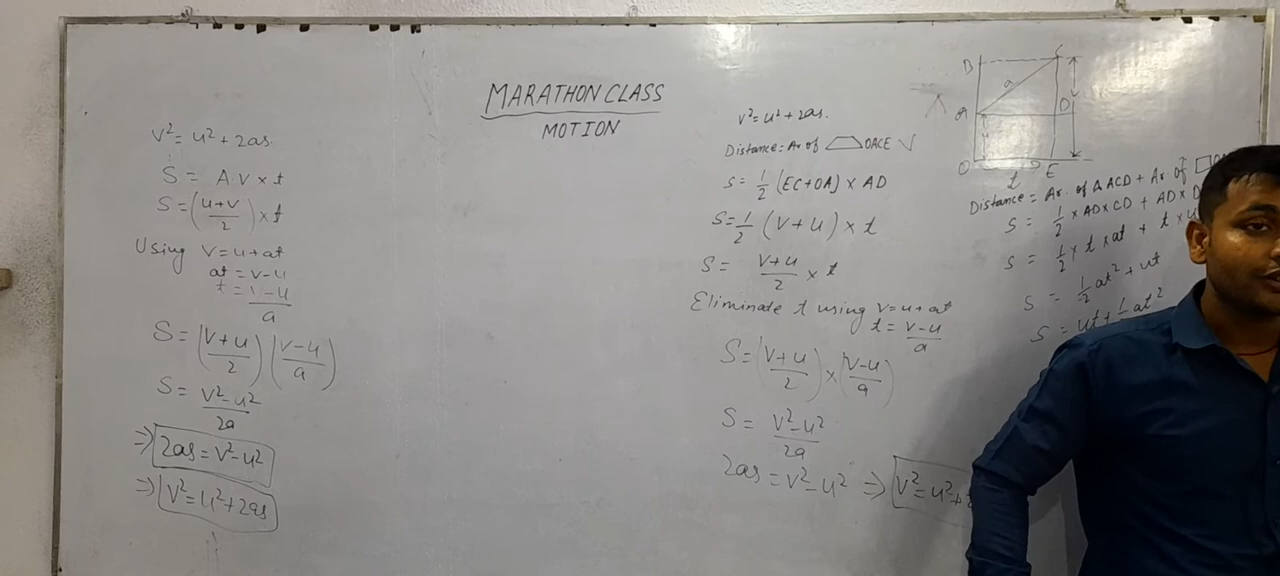 MARATHON CLASS
MOTION
V² = u² + 2as.
S = A.V × t
S = (u+v/2) × t
Using V = u + at
at = v - u
t = v - u/a
S = (V+u/2) (V-u/a)
S = V² - u²/2a
⇒ 2as = V² - u²
⇒ V² = u² + 2as
V² = u² + 2as.
Distance = Ar of OACE √
S = 1/2 (EC + OA) × AD
S = 1/2 (V + u) × t
S = V + u/2 × t
Eliminate t using V = u + at
t = V - u/a
S = (V+u/2) × (V-u/a)
S = V² - u²/2a
2as = V² - u² ⇒ V² = u² +
B C
a
A D
O t E
Distance = Ar. of Δ ACD + Ar. of
S = 1/2 × AD × CD + AD ×
S = 1/2 × t × at + t × u
S = 1/2 at² + ut
S = ut + 1/2 at²